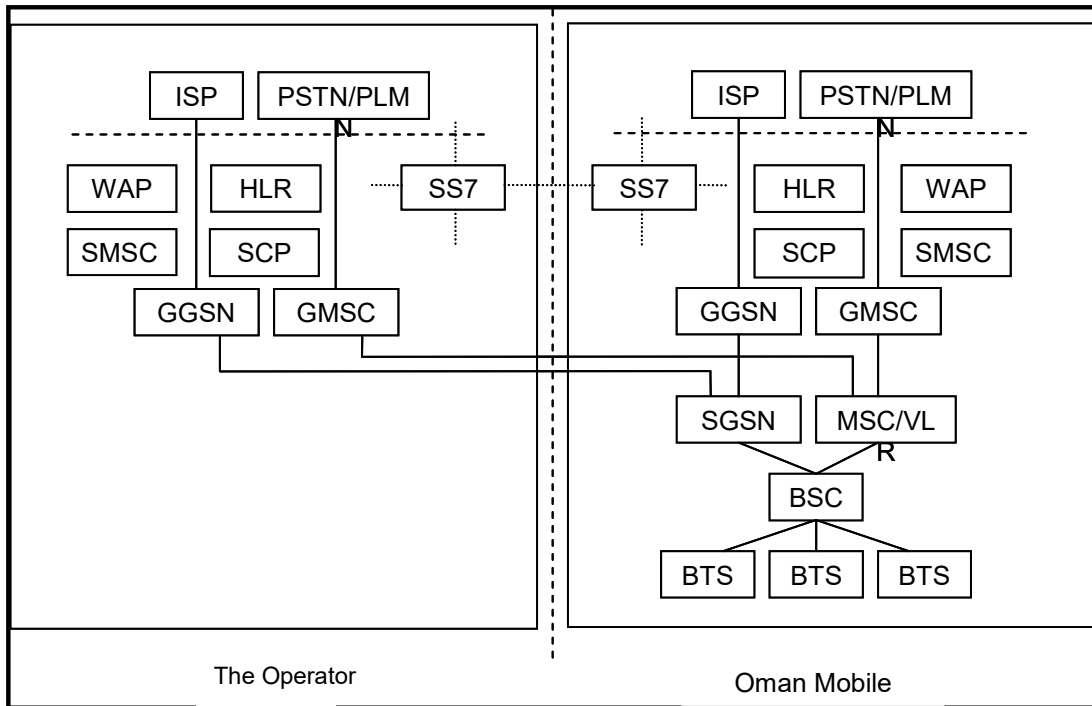 ISP PSTN/PLM
N
ISP PSTN/PLM
N
WAP HLR SS7
SS7 HLR WAP
SMSC SCP
SCP SMSC
GGSN GMSC
GGSN GMSC
SGSN MSC/VL
R
BSC
BTS BTS BTS
The Operator
Oman Mobile